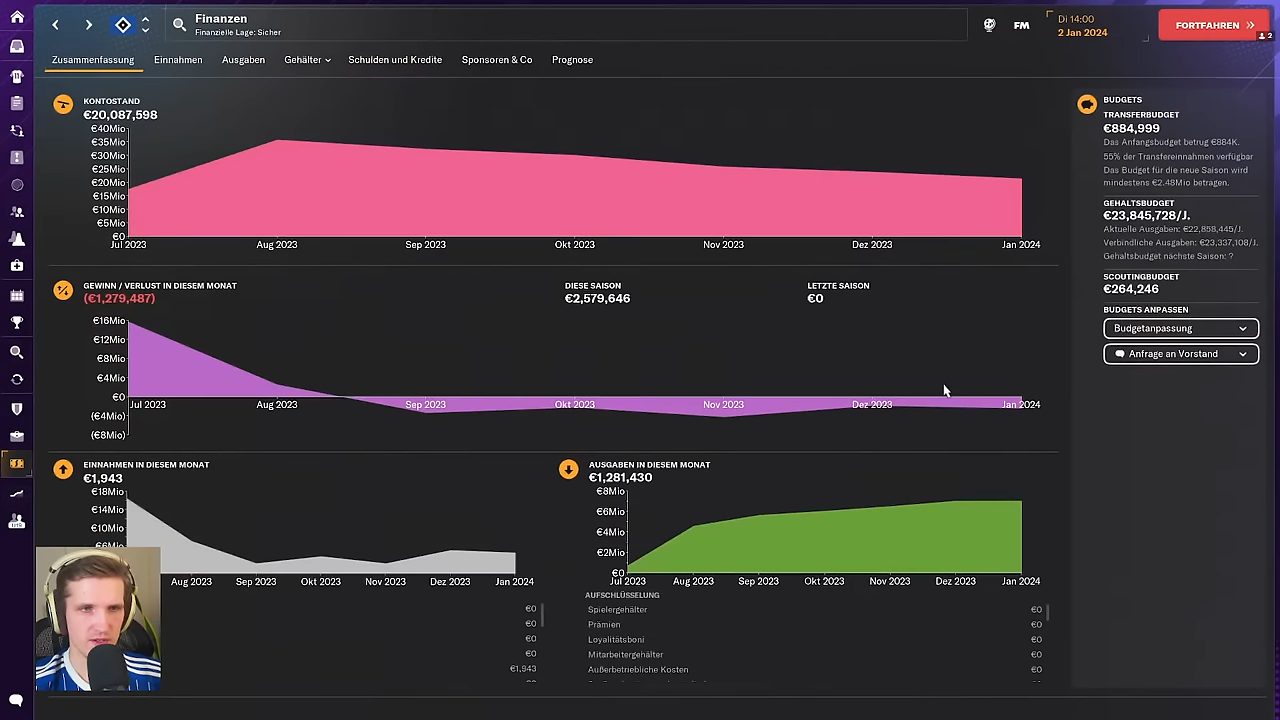 Finanzen
Finanzielle Lage: Sicher
FM
Di 14:00
2 Jan 2024
FORTFAHREN
2
Zusammenfassung
Einnahmen
Ausgaben
Gehälter
Schulden und Kredite
Sponsoren & Co
Prognose
KONTOSTAND
€20,087,598
€40Mio
€35Mio
€30Mio
€25Mio
€20Mio
€15Mio
€10Mio
€5Mio
€0
Jul 2023
Aug 2023
Sep 2023
Okt 2023
Nov 2023
Dez 2023
Jan 2024
GEWINN / VERLUST IN DIESEM MONAT
(€1,279,487)
DIESE SAISON
€2,579,646
LETZTE SAISON
€0
€16Mio
€12Mio
€8Mio
€4Mio
€0
(€4Mio)
(€8Mio)
Jul 2023
Aug 2023
Sep 2023
Okt 2023
Nov 2023
Dez 2023
Jan 2024
EINNAHMEN IN DIESEM MONAT
€1,943
€18Mio
€14Mio
€10Mio
Aug 2023
Sep 2023
Okt 2023
Nov 2023
Dez 2023
Jan 2024
€0
€0
€0
€0
€1,943
AUSGABEN IN DIESEM MONAT
€1,281,430
€8Mio
€6Mio
€4Mio
€2Mio
€0
Jul 2023
Aug 2023
Sep 2023
Okt 2023
Nov 2023
Dez 2023
Jan 2024
AUFSCHLÜSSELUNG
Spielergehälter €0
Prämien €0
Loyalitätsboni €0
Mitarbeitergehälter €0
Außerbetriebliche Kosten €0
BUDGETS
TRANSFERBUDGET
€884,999
Das Anfangsbudget betrug €884K.
55% der Transfereinnahmen verfügbar
Das Budget für die neue Saison wird
mindestens €2.48Mio betragen.
GEHALTSBUDGET
€23,845,728/J.
Aktuelle Ausgaben: €22,858,445/J.
Verbindliche Ausgaben: €23,337,108/J.
Gehaltsbudget nächste Saison: ?
SCOUTINGBUDGET
€264,246
BUDGETS ANPASSEN
Budgetanpassung
Anfrage an Vorstand